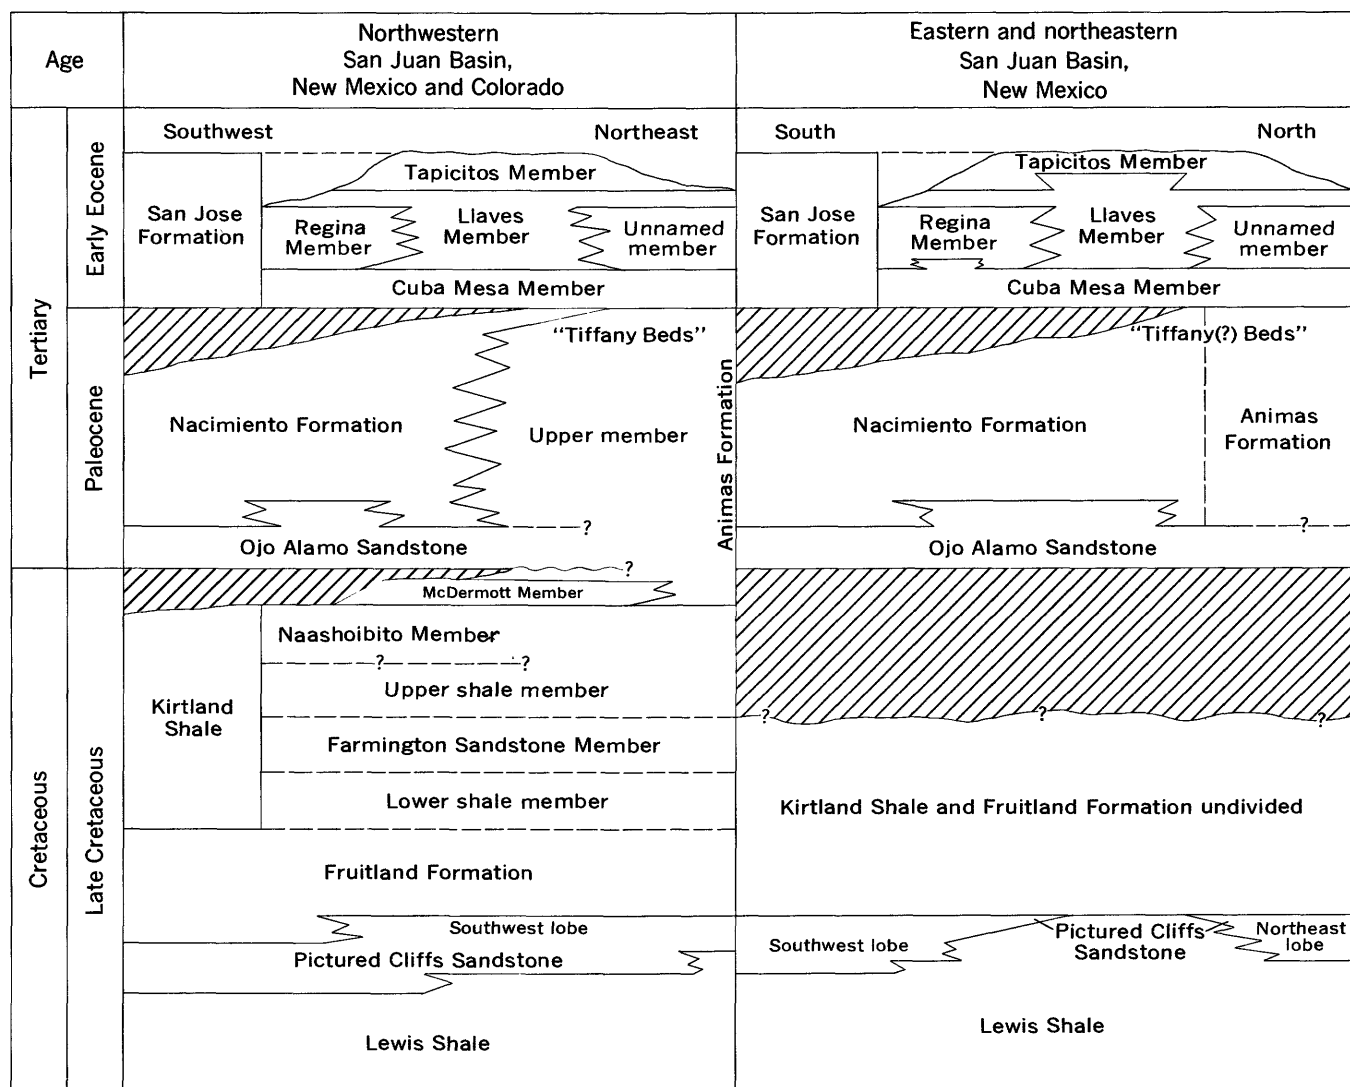 Age
Northwestern
San Juan Basin,
New Mexico and Colorado
Eastern and northeastern
San Juan Basin,
New Mexico
Tertiary
Early Eocene
Southwest
Northeast
San Jose
Formation
Tapicitos Member
Regina
Member
Llaves
Member
Unnamed
member
Cuba Mesa Member
South
North
San Jose
Formation
Tapicitos Member
Regina
Member
Llaves
Member
Unnamed
member
Cuba Mesa Member
Paleocene
"Tiffany Beds"
Nacimiento Formation
Upper member
?
Ojo Alamo Sandstone
?
Animas Formation
"Tiffany(?) Beds"
Nacimiento Formation
Animas
Formation
?
Ojo Alamo Sandstone
Cretaceous
Late Cretaceous
McDermott Member
Kirtland
Shale
Naashoibito Member
? ?
Upper shale member
Farmington Sandstone Member
Lower shale member
Fruitland Formation
Southwest lobe
Pictured Cliffs Sandstone
Lewis Shale
? ? ?
Kirtland Shale and Fruitland Formation undivided
Southwest lobe
Pictured Cliffs
Sandstone
Northeast
lobe
Lewis Shale